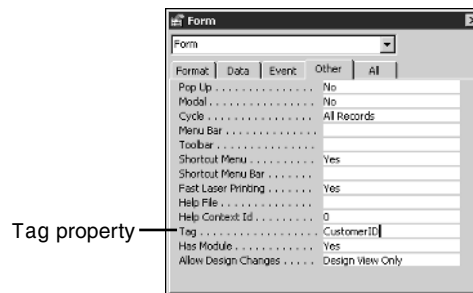 Form
Form
Format Data Event Other All
Pop Up . . . . . . . . . . . . . . . No
Modal . . . . . . . . . . . . . . . . No
Cycle . . . . . . . . . . . . . . . . All Records
Menu Bar . . . . . . . . . . . . .
Toolbar . . . . . . . . . . . . . . .
Shortcut Menu . . . . . . . . . Yes
Shortcut Menu Bar . . . . . . .
Fast Laser Printing . . . . . . . Yes
Help File . . . . . . . . . . . . . . .
Help Context Id . . . . . . . . . 0
Tag property Tag . . . . . . . . . . . . . . . . . . CustomerID
Has Module . . . . . . . . . . . . Yes
Allow Design Changes . . . . . Design View Only